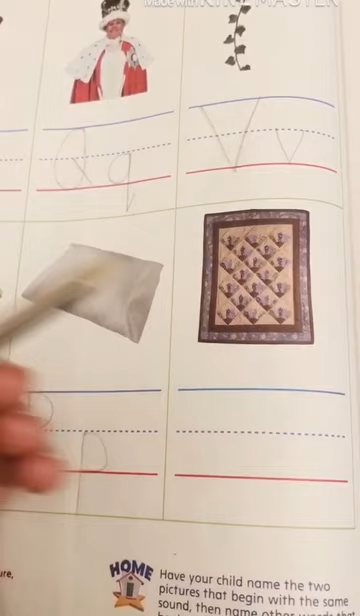 Made with KINEMASTER
Q q
V v
P p
ure,
HOME
Have your child name the two
pictures that begin with the same
sound, then name other words that